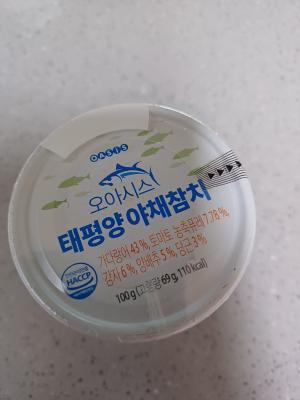 OASIS
오아시스
태평양 야채참치
가다랑어 43%, 토마토 농축퓨레 7.78%,
감자 6%, 양배추 5%, 당근 3%
HACCP
100g (고형량 69g, 110 kcal)